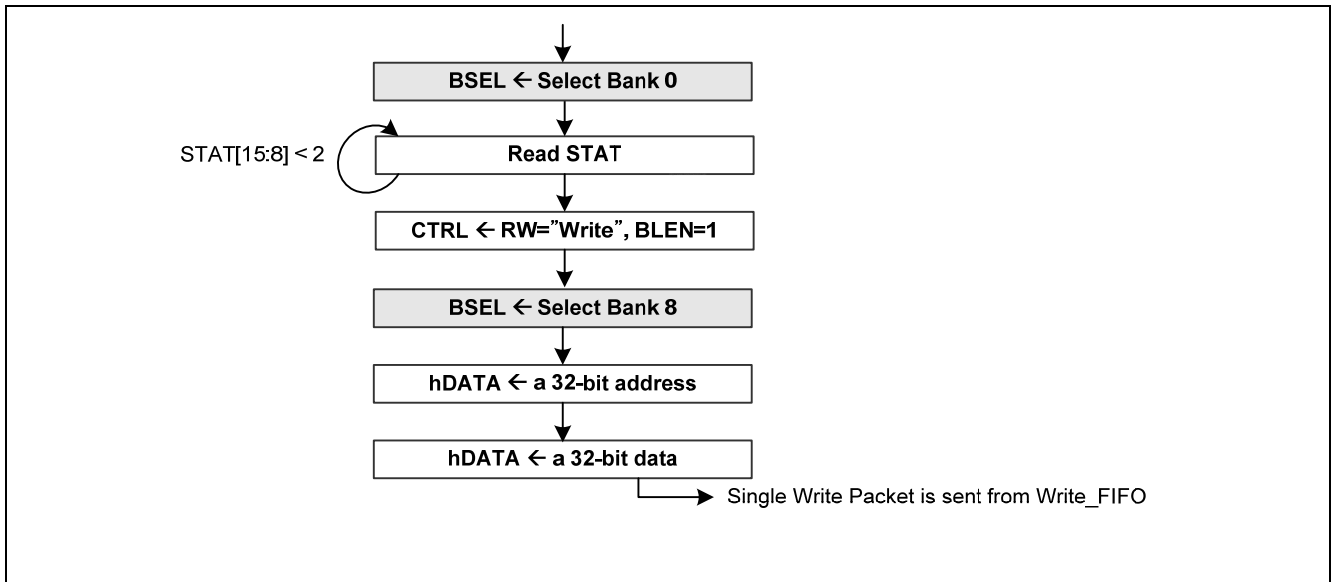 BSEL ← Select Bank 0
STAT[15:8] < 2
Read STAT
CTRL ← RW="Write", BLEN=1
BSEL ← Select Bank 8
hDATA ← a 32-bit address
hDATA ← a 32-bit data
Single Write Packet is sent from Write_FIFO